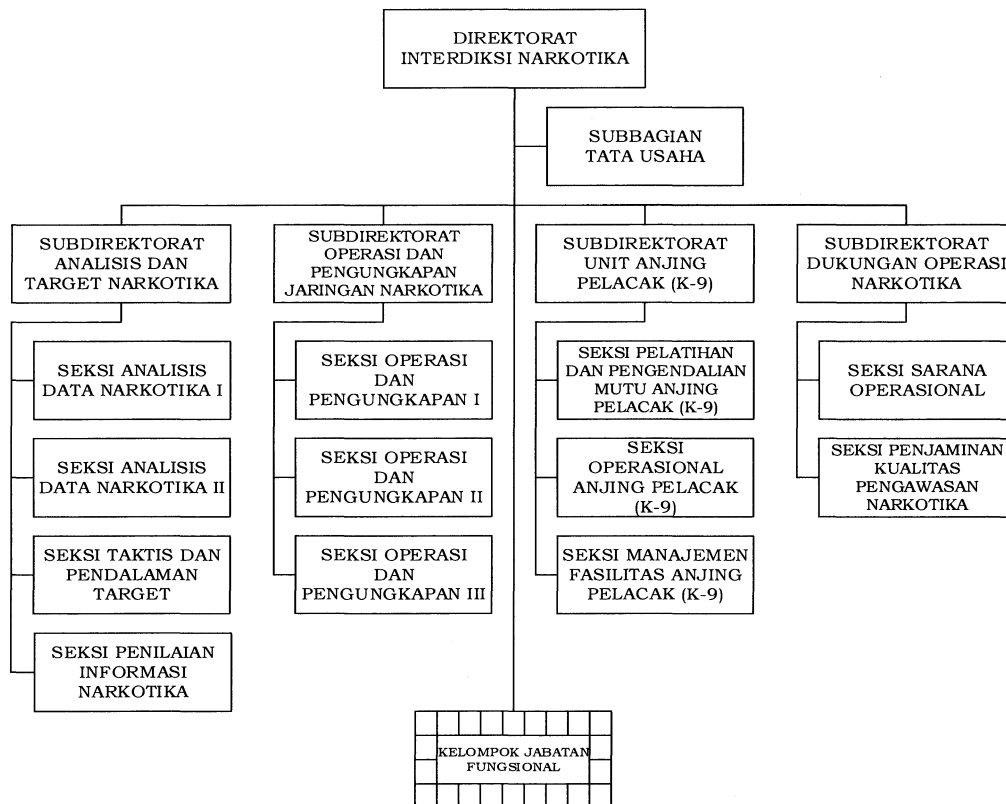 DIREKTORAT
INTERDIKSI NARKOTIKA
SUBBAGIAN
TATA USAHA
SUBDIREKTORAT
ANALISIS DAN
TARGET NARKOTIKA
SUBDIREKTORAT
OPERASI DAN
PENGUNGKAPAN
JARINGAN NARKOTIKA
SUBDIREKTORAT
UNIT ANJING
PELACAK (K-9)
SUBDIREKTORAT
DUKUNGAN OPERASI
NARKOTIKA
SEKSI ANALISIS
DATA NARKOTIKA I
SEKSI OPERASI
DAN
PENGUNGKAPAN I
SEKSI PELATIHAN
DAN PENGENDALIAN
MUTU ANJING
PELACAK (K-9)
SEKSI SARANA
OPERASIONAL
SEKSI ANALISIS
DATA NARKOTIKA II
SEKSI OPERASI
DAN
PENGUNGKAPAN II
SEKSI
OPERASIONAL
ANJING PELACAK
(K-9)
SEKSI PENJAMINAN
KUALITAS
PENGAWASAN
NARKOTIKA
SEKSI TAKTIS DAN
PENDALAMAN
TARGET
SEKSI OPERASI
DAN
PENGUNGKAPAN III
SEKSI MANAJEMEN
FASILITAS ANJING
PELACAK (K-9)
SEKSI PENILAIAN
INFORMASI
NARKOTIKA
KELOMPOK JABATAN
FUNGSIONAL